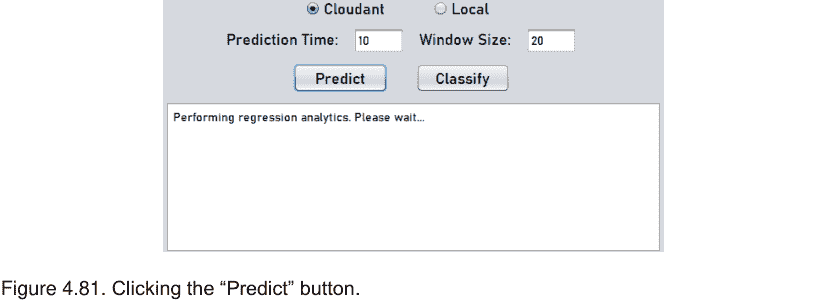 Cloudant Local
Prediction Time: 10 Window Size: 20
Predict Classify
Performing regression analytics. Please wait...
Figure 4.81. Clicking the “Predict” button.